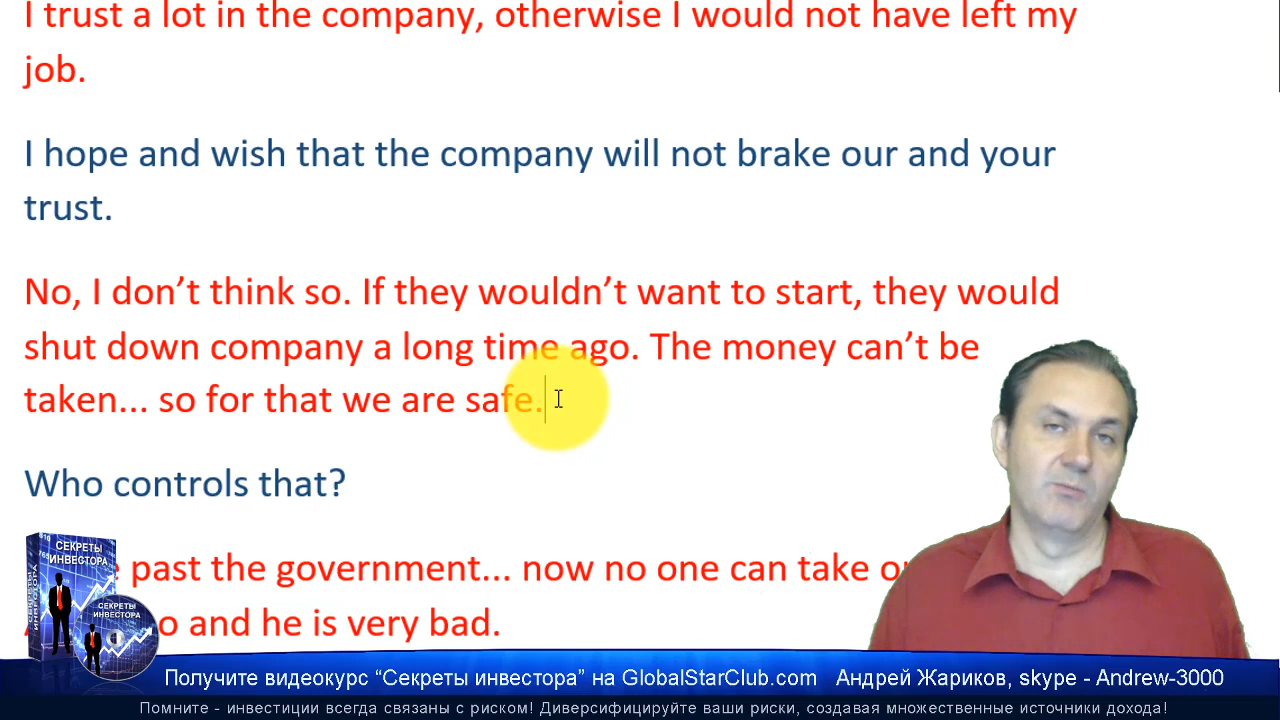 I trust a lot in the company, otherwise I would not have left my
job.
I hope and wish that the company will not brake our and your
trust.
No, I don't think so. If they wouldn't want to start, they would
shut down company a long time ago. The money can't be
taken... so for that we are safe.
Who controls that?
past the government... now no one can take
and he is very bad.
СЕКРЕТЫ
ИНВЕСТОРА
СЕКРЕТЫ
ИНВЕСТОРА
Получите видеокурс “Секреты инвестора” на GlobalStarClub.com Андрей Жариков, skype - Andrew-3000
Помните - инвестиции всегда связаны с риском! Диверсифицируйте ваши риски, создавая множественные источники дохода!